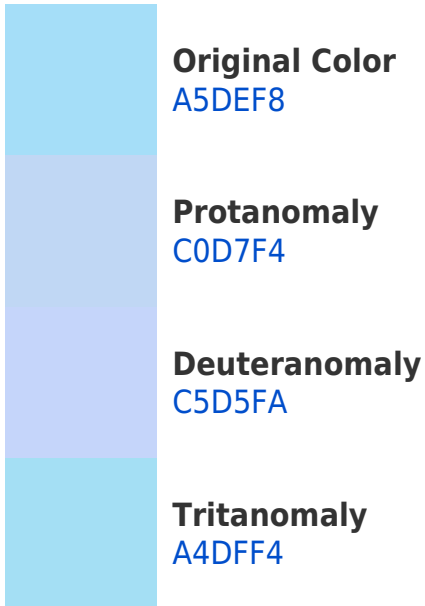 Original Color
A5DEF8
Protanomaly
C0D7F4
Deuteranomaly
C5D5FA
Tritanomaly
A4DFF4